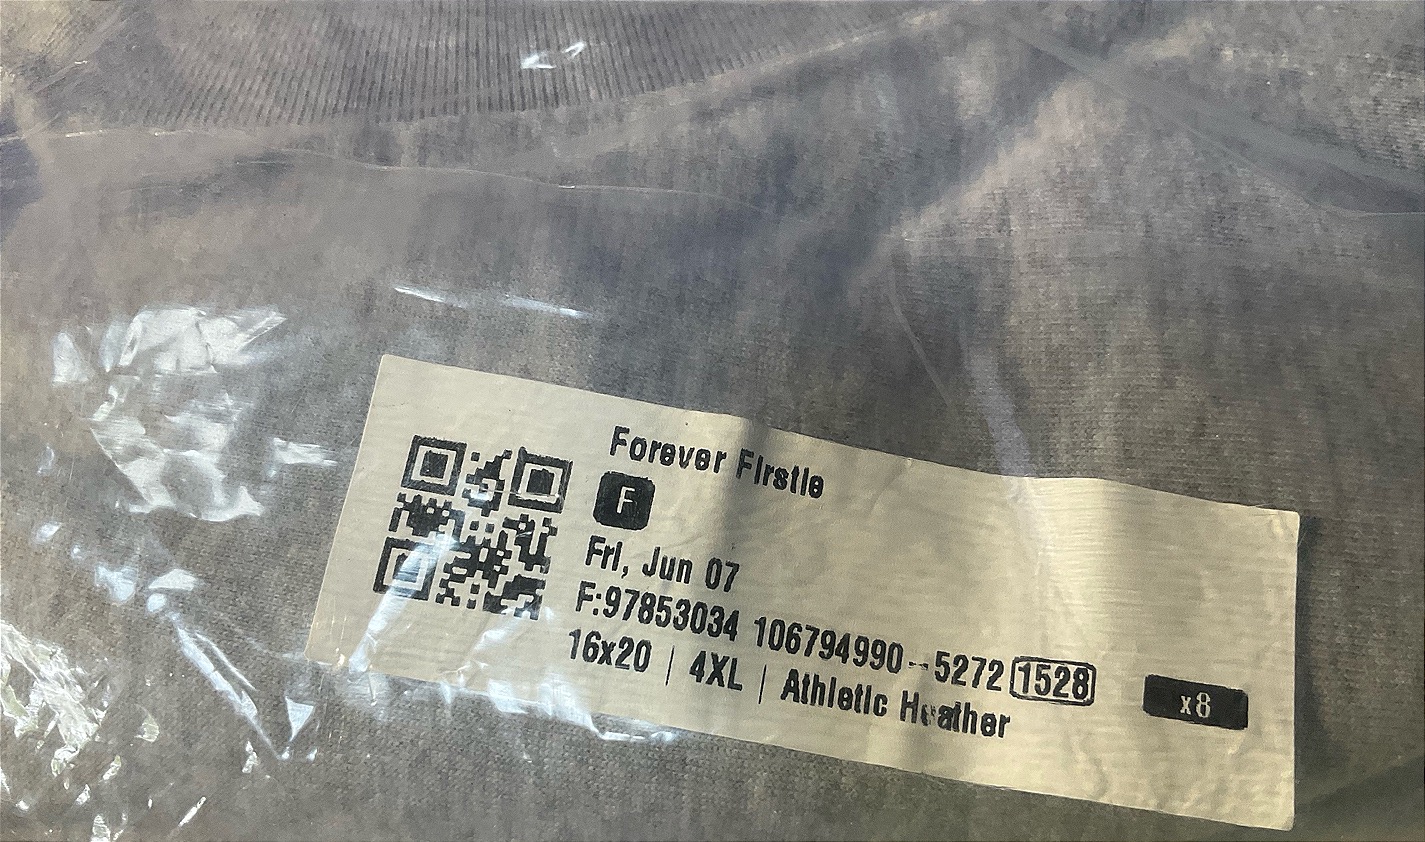 Forever Firstie
F
Fri, Jun 07
F:97853034 106794990--5272 1528
16x20 | 4XL | Athletic Heather
x8